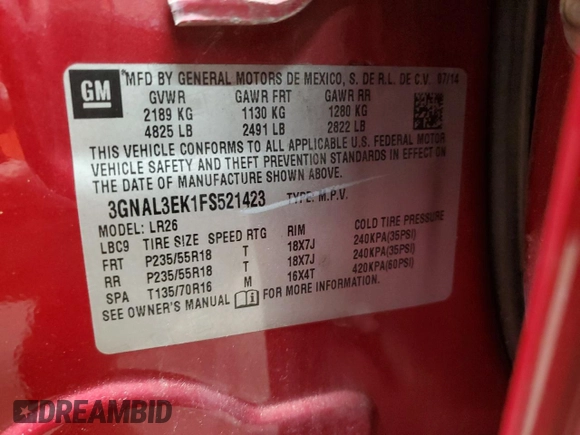 GM
MFD BY GENERAL MOTORS DE MEXICO, S. DE R.L. DE C.V. 07/14
GVWR GAWR FRT GAWR RR
2189 KG 1130 KG 1280 KG
4825 LB 2491 LB 2822 LB
THIS VEHICLE CONFORMS TO ALL APPLICABLE U.S. FEDERAL MOTOR
VEHICLE SAFETY AND THEFT PREVENTION STANDARDS IN EFFECT ON
THE DATE OF MANUFACTURE SHOWN ABOVE.
3GNAL3EK1FS521423 TYPE: M.P.V.
MODEL: LR26
LBC9 TIRE SIZE SPEED RTG RIM COLD TIRE PRESSURE
FRT P235/55R18 T 18X7J 240KPA(35PSI)
RR P235/55R18 T 18X7J 240KPA(35PSI)
SPA T135/70R16 M 16X4T 420KPA(60PSI)
SEE OWNER'S MANUAL FOR MORE INFORMATION.
DREAMBID